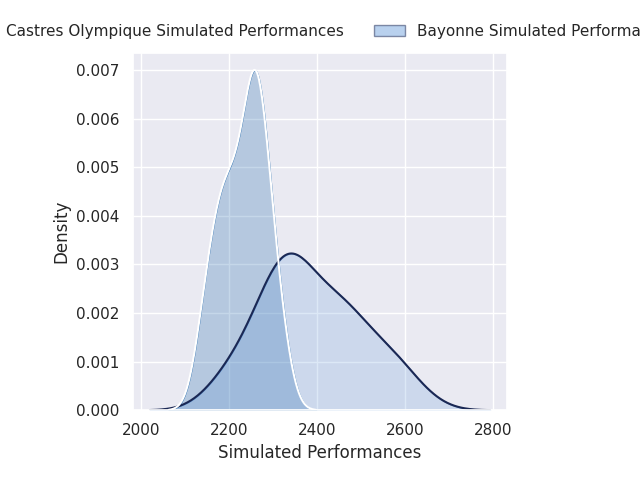 Castres Olympique Simulated Performances
Bayonne Simulated Performa
0.007
0.006
0.005
0.004
0.003
0.002
0.001
0.000
Density
2000 2200 2400 2600 2800
Simulated Performances